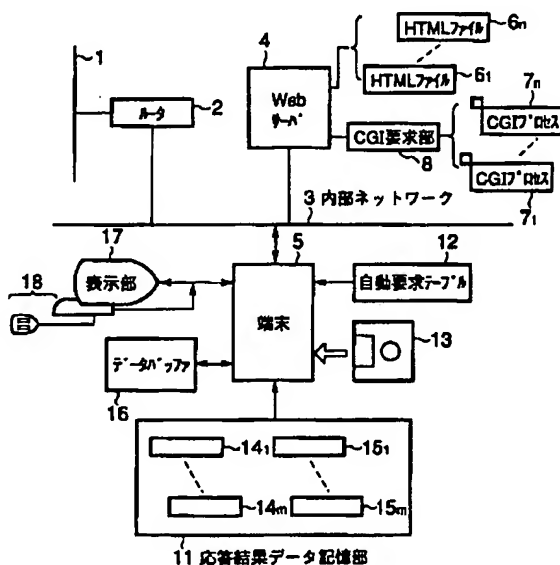 HTMLファイル 6n
4
1
Web
サーバ
HTMLファイル 61
ルータ 2
7n
CGIプロセス
CGI要求部
8
CGIプロセス
71
3 内部ネットワーク
17
5
12
18
表示部
端末
自動要求テーブル
13
データバッファ
16
141 151
14m 15m
11 応答結果データ記憶部